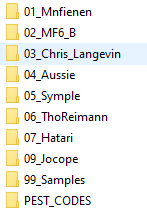 01_Mnfienen
02_MF6_B
03_Chris_Langevin
04_Aussie
05_Symple
06_ThoReimann
07_Hatari
09_Jocope
99_Samples
PEST_CODES